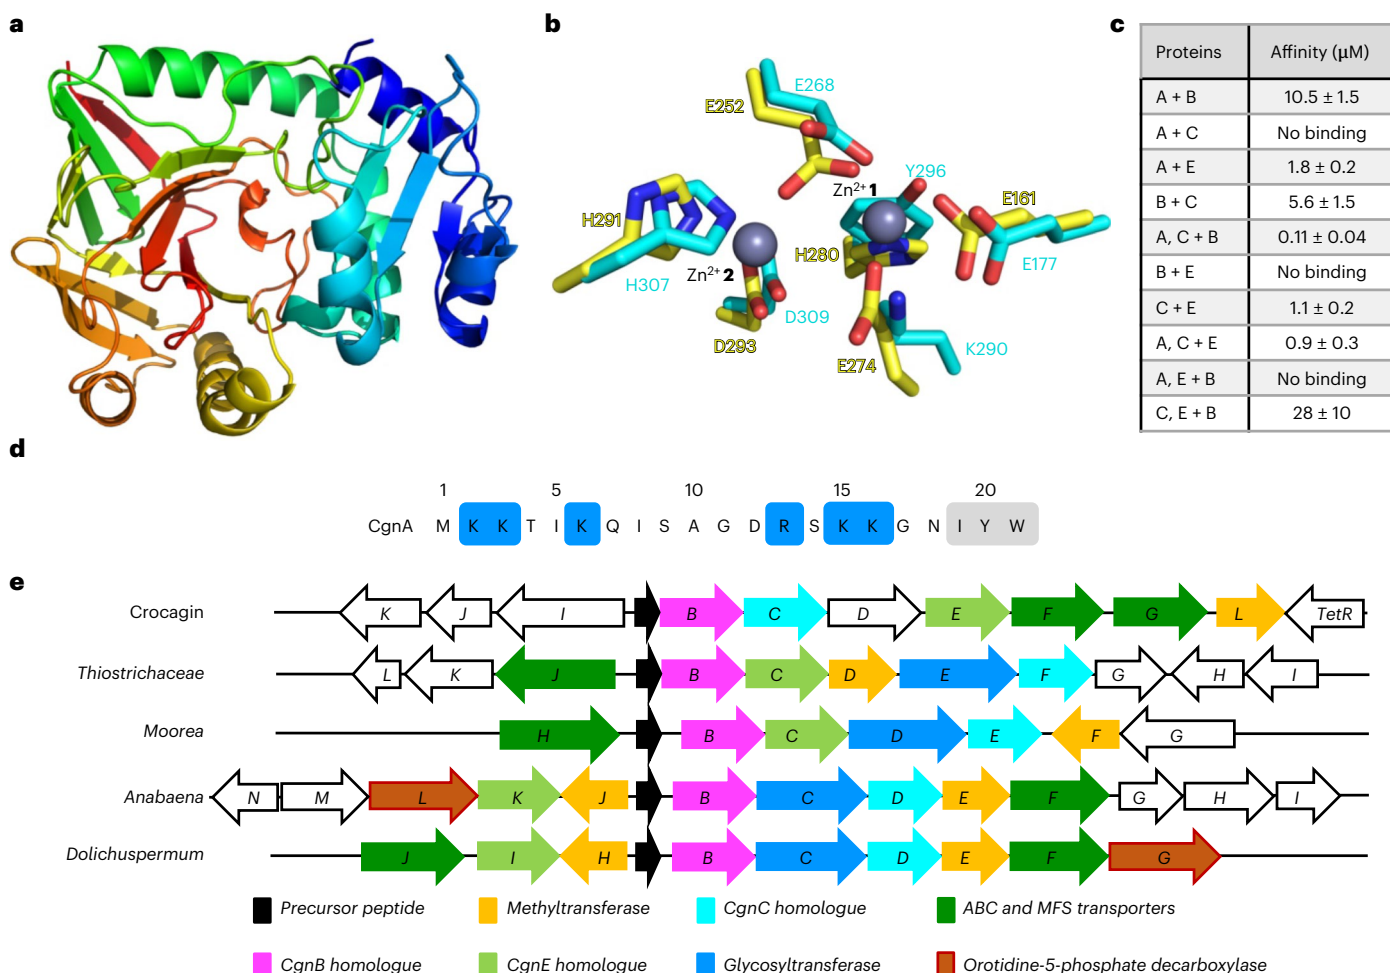 a
b
c
E268
E252
Zn2+ 1
Y296
E161
H291
H280
H307
Zn2+ 2
E177
D309
D293
K290
E274
Proteins Affinity (µM)
A + B 10.5 ± 1.5
A + C No binding
A + E 1.8 ± 0.2
B + C 5.6 ± 1.5
A, C + B 0.11 ± 0.04
B + E No binding
C + E 1.1 ± 0.2
A, C + E 0.9 ± 0.3
A, E + B No binding
C, E + B 28 ± 10
d
1 5 10 15 20
CgnA M K K T I K Q I S A G D R S K K G N I Y W
e
Crocagin K J I B C D E F G L TetR
Thiostrichaceae L K J B C D E F G H I
Moorea H B C D E F G
Anabaena N M L K J B C D E F G H I
Dolichuspermum J I H B C D E F G
Precursor peptide Methyltransferase CgnC homologue ABC and MFS transporters
CgnB homologue CgnE homologue Glycosyltransferase Orotidine-5-phosphate decarboxylase